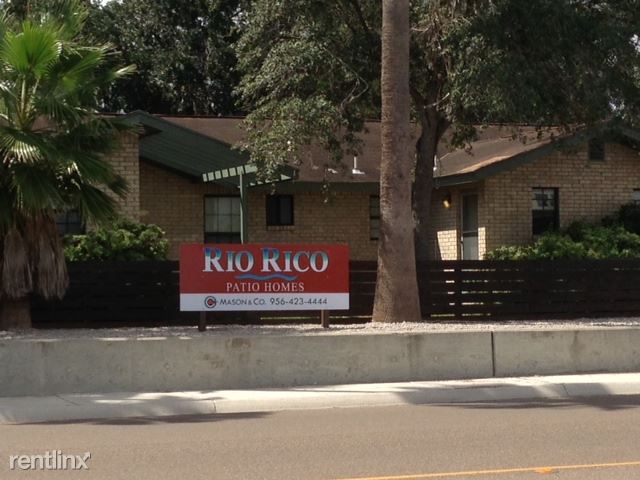 RIO RICO
PATIO HOMES
MASON & CO. 956-423-4444
rentlinx